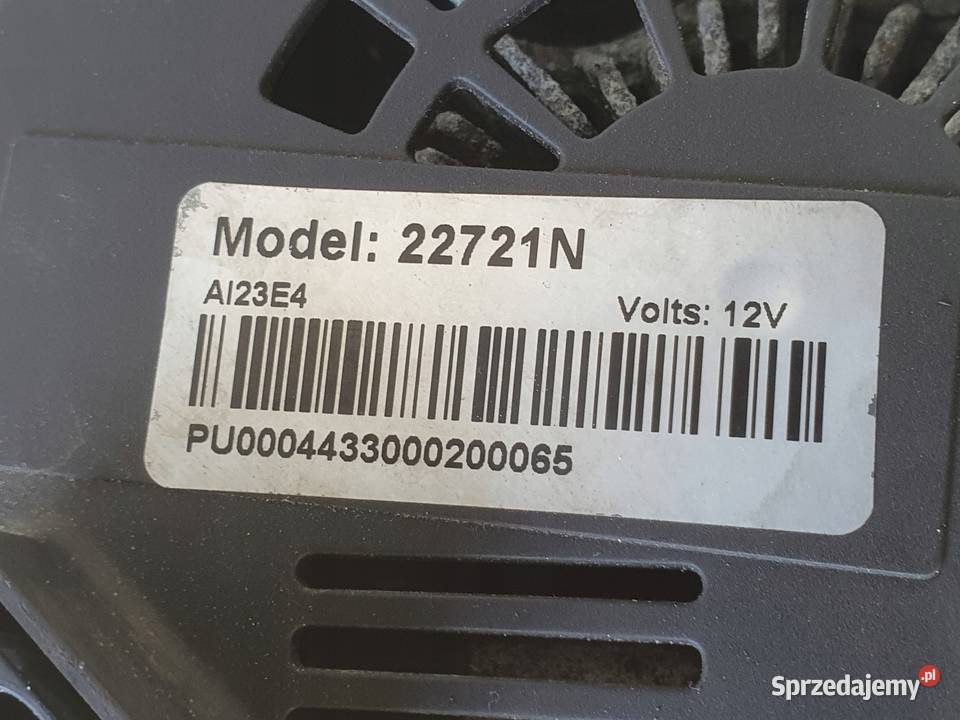 Model: 22721N
AI23E4
Volts: 12V
PU0004433000200065
Sprzedajemy.pl